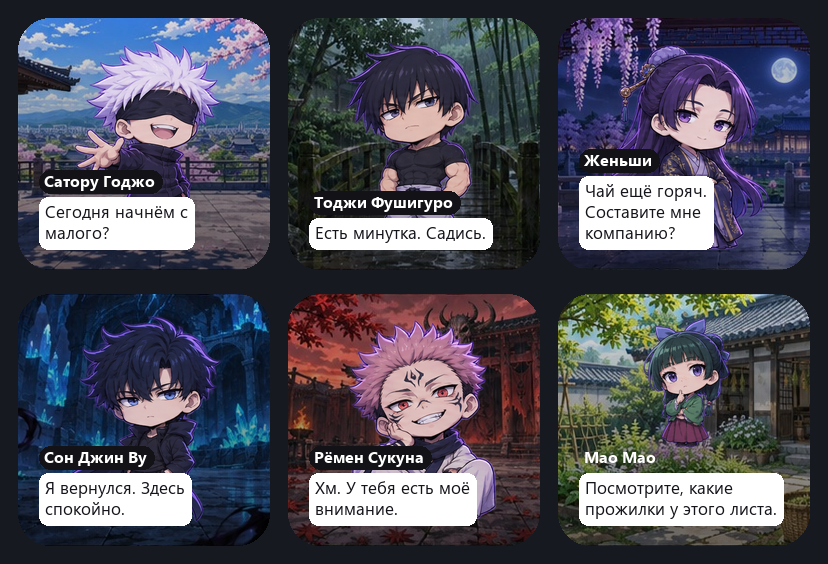 Сатору Годжо
Сегодня начнём с
малого?
Тоджи Фушигуро
Есть минутка. Садись.
Женьши
Чай ещё горяч.
Составите мне
компанию?
Сон Джин Ву
Я вернулся. Здесь
спокойно.
Рёмен Сукуна
Хм. У тебя есть моё
внимание.
Мао Мао
Посмотрите, какие
прожилки у этого листа.